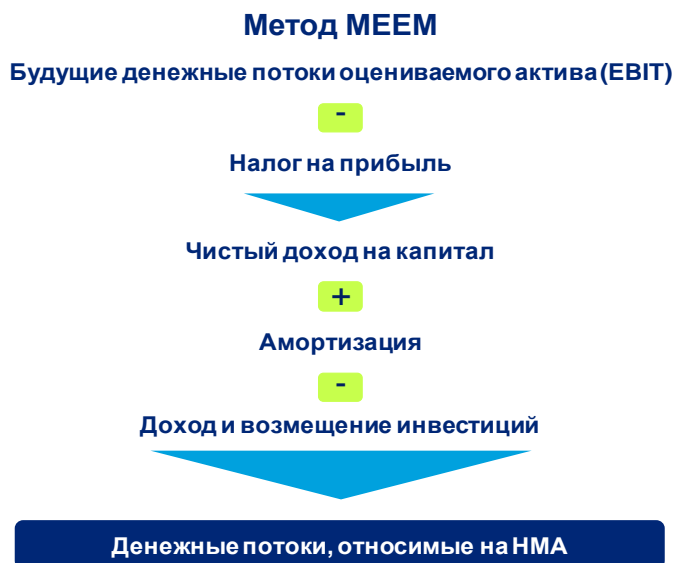 Метод MEEM
Будущие денежные потоки оцениваемого актива (EBIT)
-
Налог на прибыль
Чистый доход на капитал
+
Амортизация
-
Доход и возмещение инвестиций
Денежные потоки, относимые на НМА